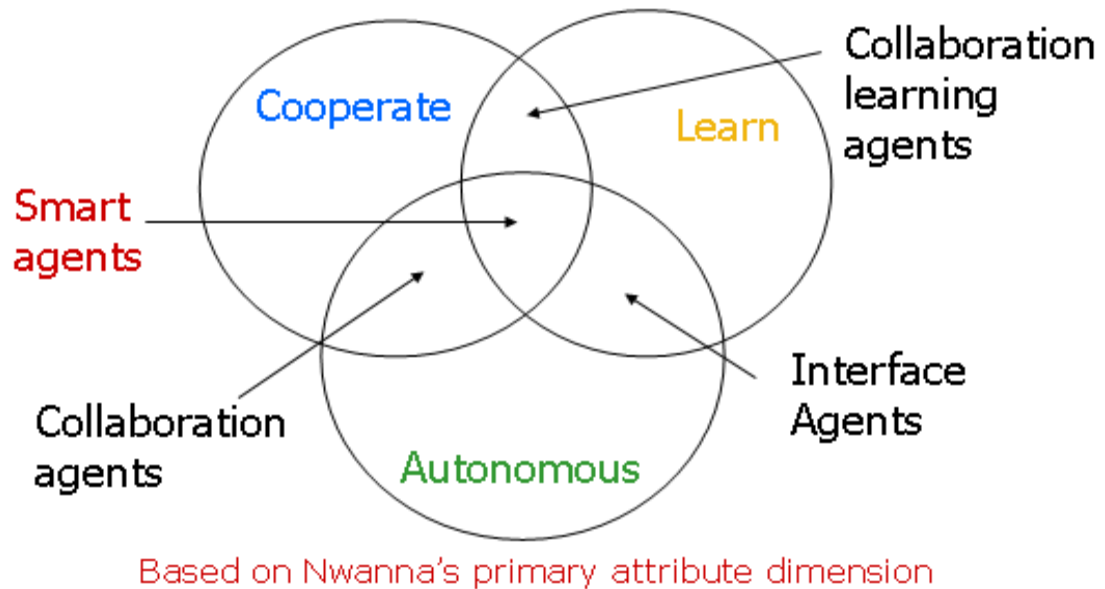 Cooperate
Learn
Collaboration
learning
agents
Smart
agents
Collaboration
agents
Interface
Agents
Autonomous
Based on Nwanna's primary attribute dimension